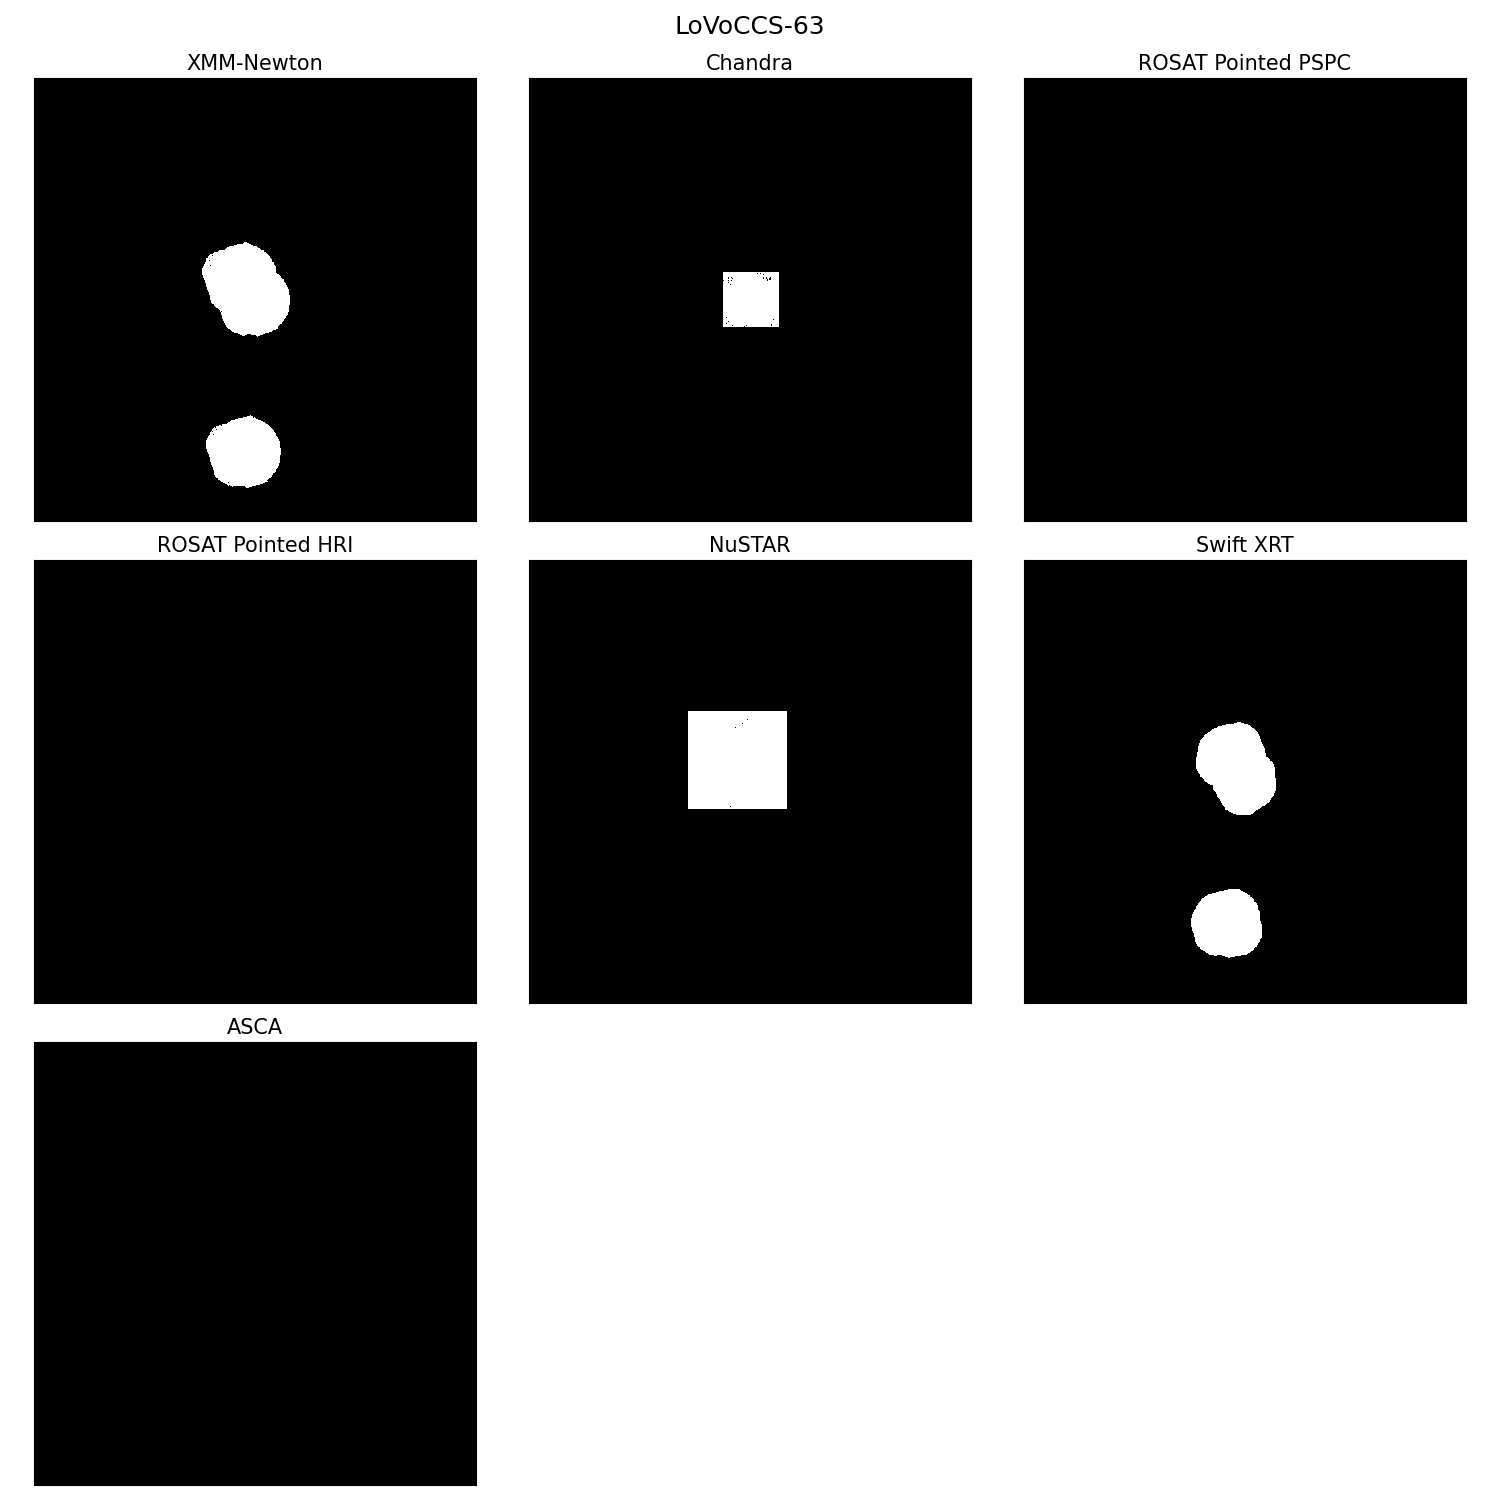 LoVoCCS-63
XMM-Newton
Chandra
ROSAT Pointed PSPC
ROSAT Pointed HRI
NuSTAR
Swift XRT
ASCA